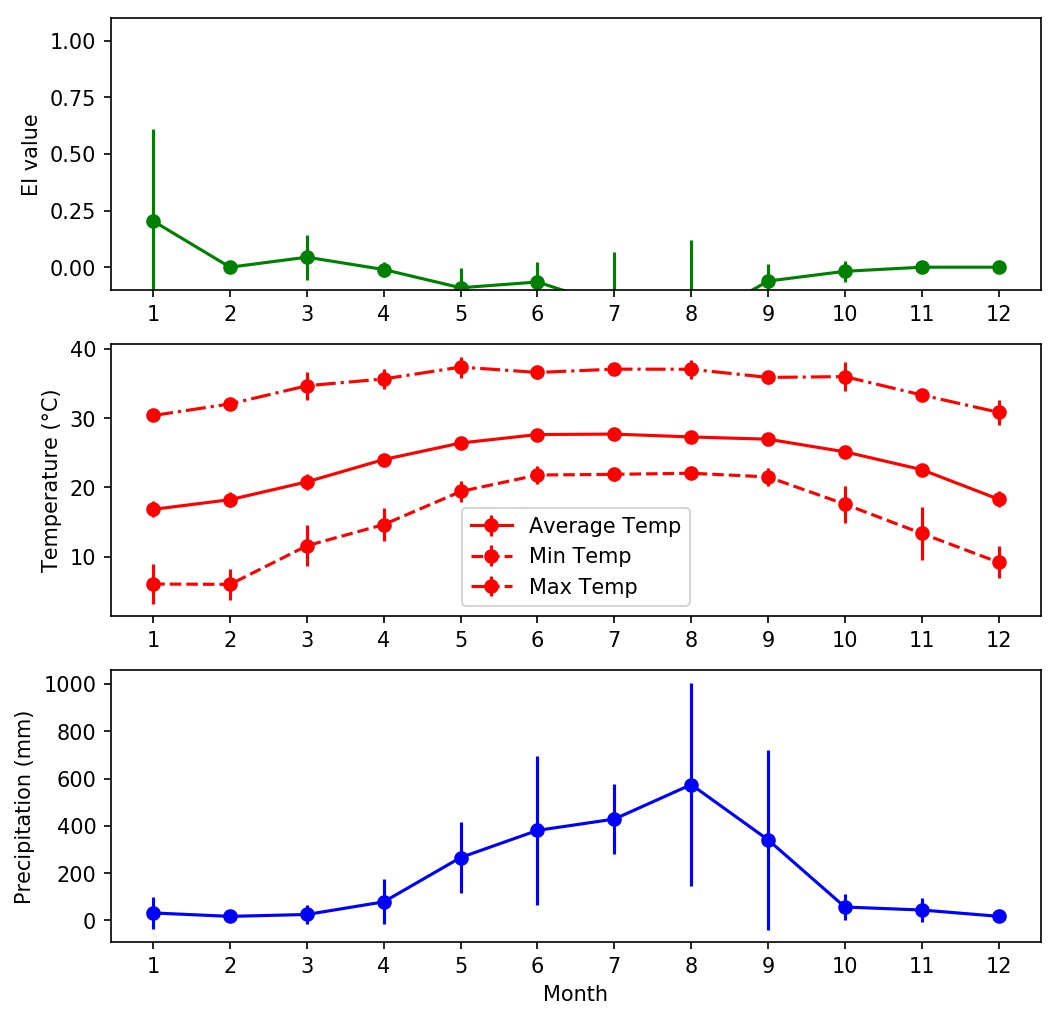 1.00
0.75
0.50
0.25
0.00
EI value
1 2 3 4 5 6 7 8 9 10 11 12
40
30
20
10
Temperature (°C)
Average Temp
Min Temp
Max Temp
1 2 3 4 5 6 7 8 9 10 11 12
1000
800
600
400
200
0
Precipitation (mm)
1 2 3 4 5 6 7 8 9 10 11 12
Month